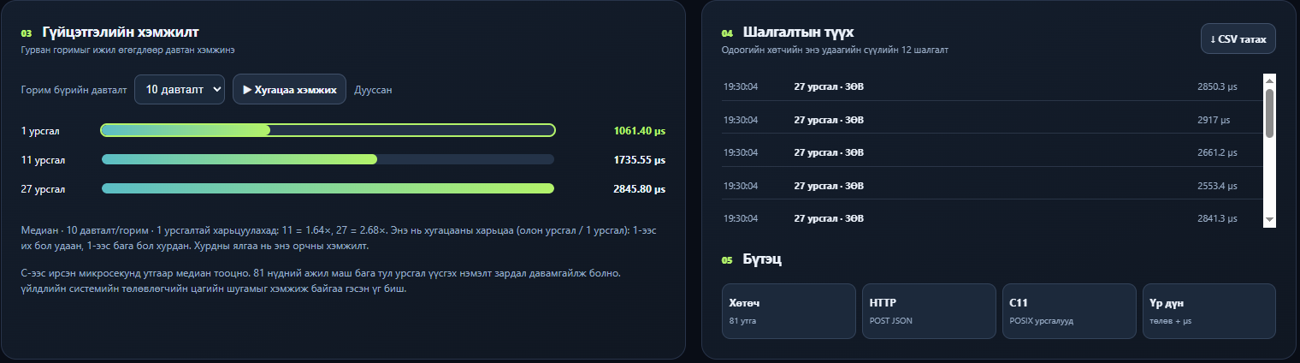 03 Гүйцэтгэлийн хэмжилт
Гурван горимыг ижил өгөгдлөөр давтан хэмжинэ
Горим бүрийн давталт 10 давталт ▶ Хугацаа хэмжих Дууссан
1 урсгал 1061.40 µs
11 урсгал 1735.55 µs
27 урсгал 2845.80 µs
Медиан · 10 давталт/горим · 1 урсгалтай харьцуулахад: 11 = 1.64×, 27 = 2.68×. Энэ нь хугацааны харьцаа (олон урсгал / 1 урсгал): 1-ээс
их бол удаан, 1-ээс бага бол хурдан. Хурдны ялгаа нь энэ орчны хэмжилт.
C-ээс ирсэн микросекунд утгаар медиан тооцно. 81 нүдний ажил маш бага тул урсгал үүсгэх нэмэлт зардал давамгайлж болно.
үйлдлийн системийн төлөвлөгчийн цагийн шугамыг хэмжиж байгаа гэсэн үг биш.
04 Шалгалтын түүх
Одоогийн хөтчийн энэ удаагийн сүүлийн 12 шалгалт
↓ CSV татах
19:30:04 27 урсгал · ЗӨВ 2850.3 µs
19:30:04 27 урсгал · ЗӨВ 2917 µs
19:30:04 27 урсгал · ЗӨВ 2661.2 µs
19:30:04 27 урсгал · ЗӨВ 2553.4 µs
19:30:04 27 урсгал · ЗӨВ 2841.3 µs
05 Бүтэц
Хөтөч
81 утга
HTTP
POST JSON
C11
POSIX урсгалууд
Үр дүн
төлөв + µs